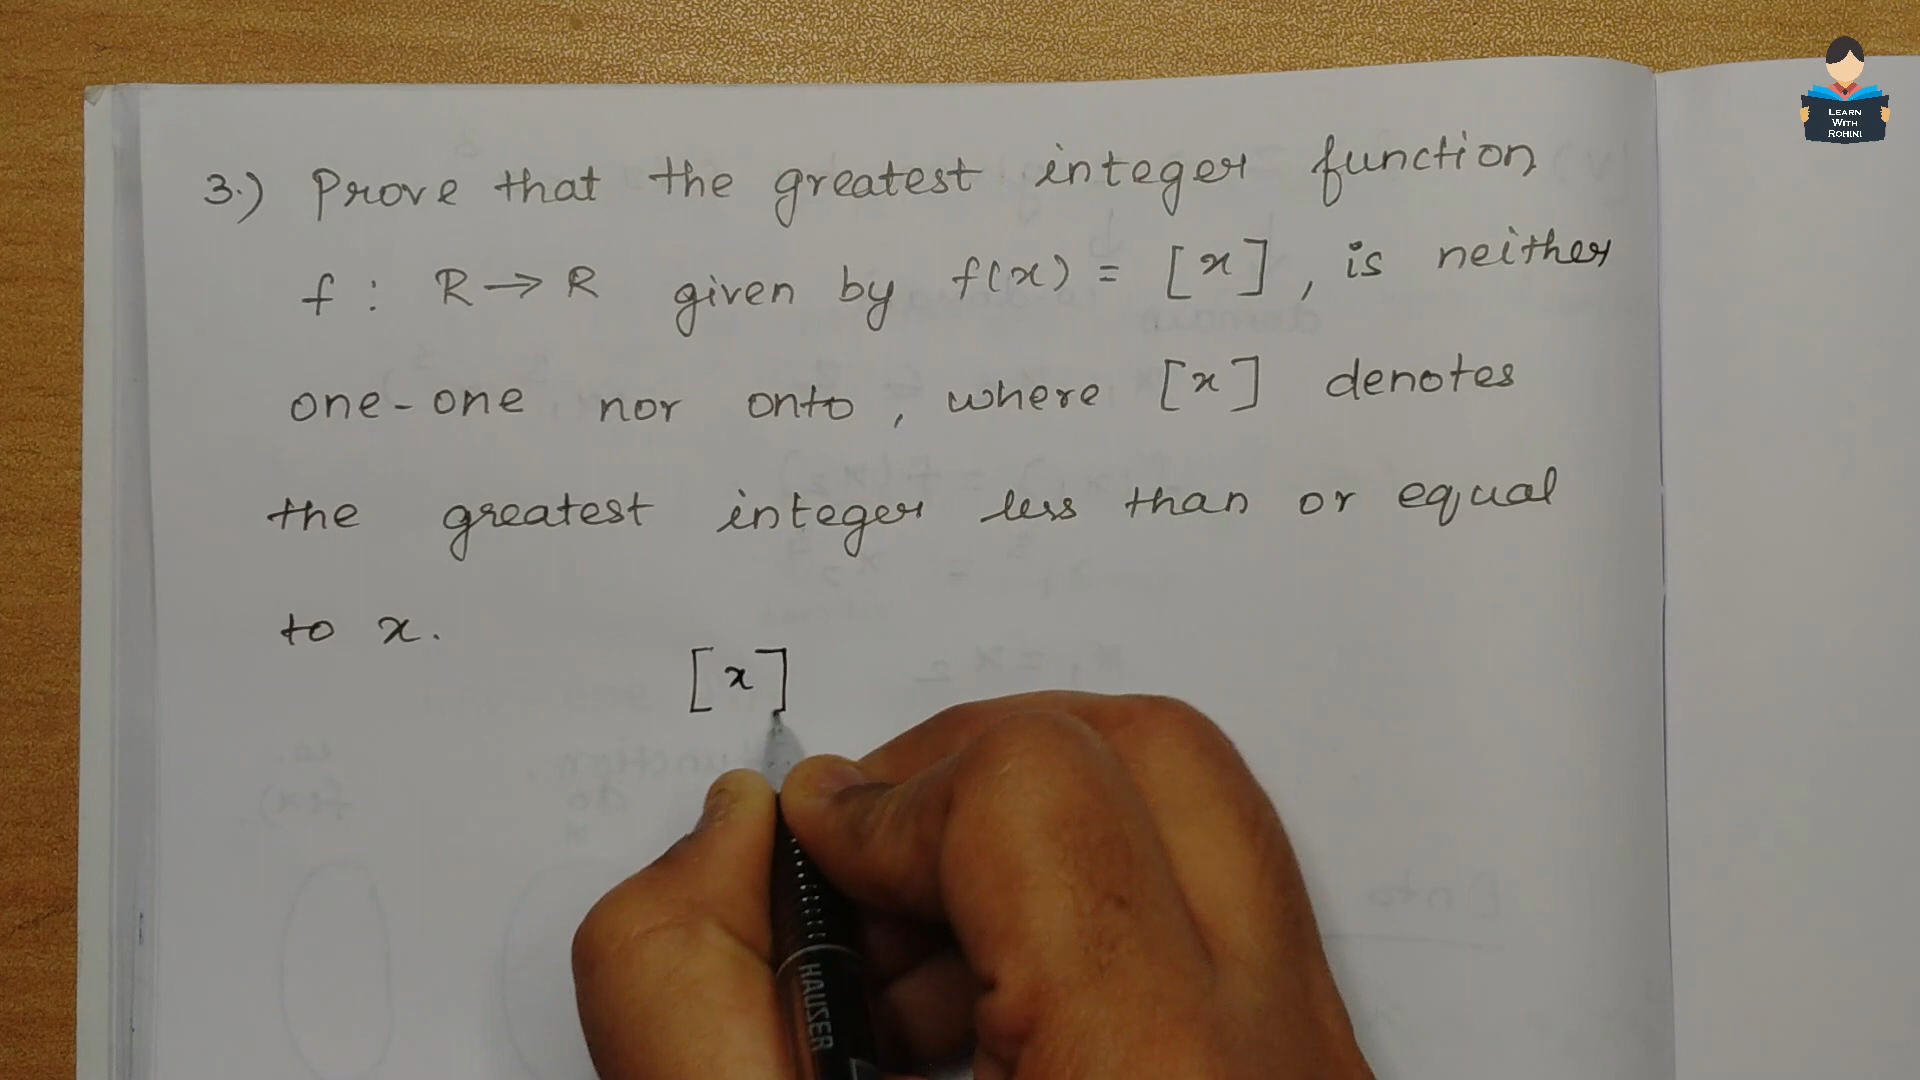 3.) Prove that the greatest integer function
f : R → R given by f(x) = [x], is neither
one-one nor onto, where [x] denotes
the greatest integer less than or equal
to x.
[x]
HAUSER
LEARN
WITH
ROHINI